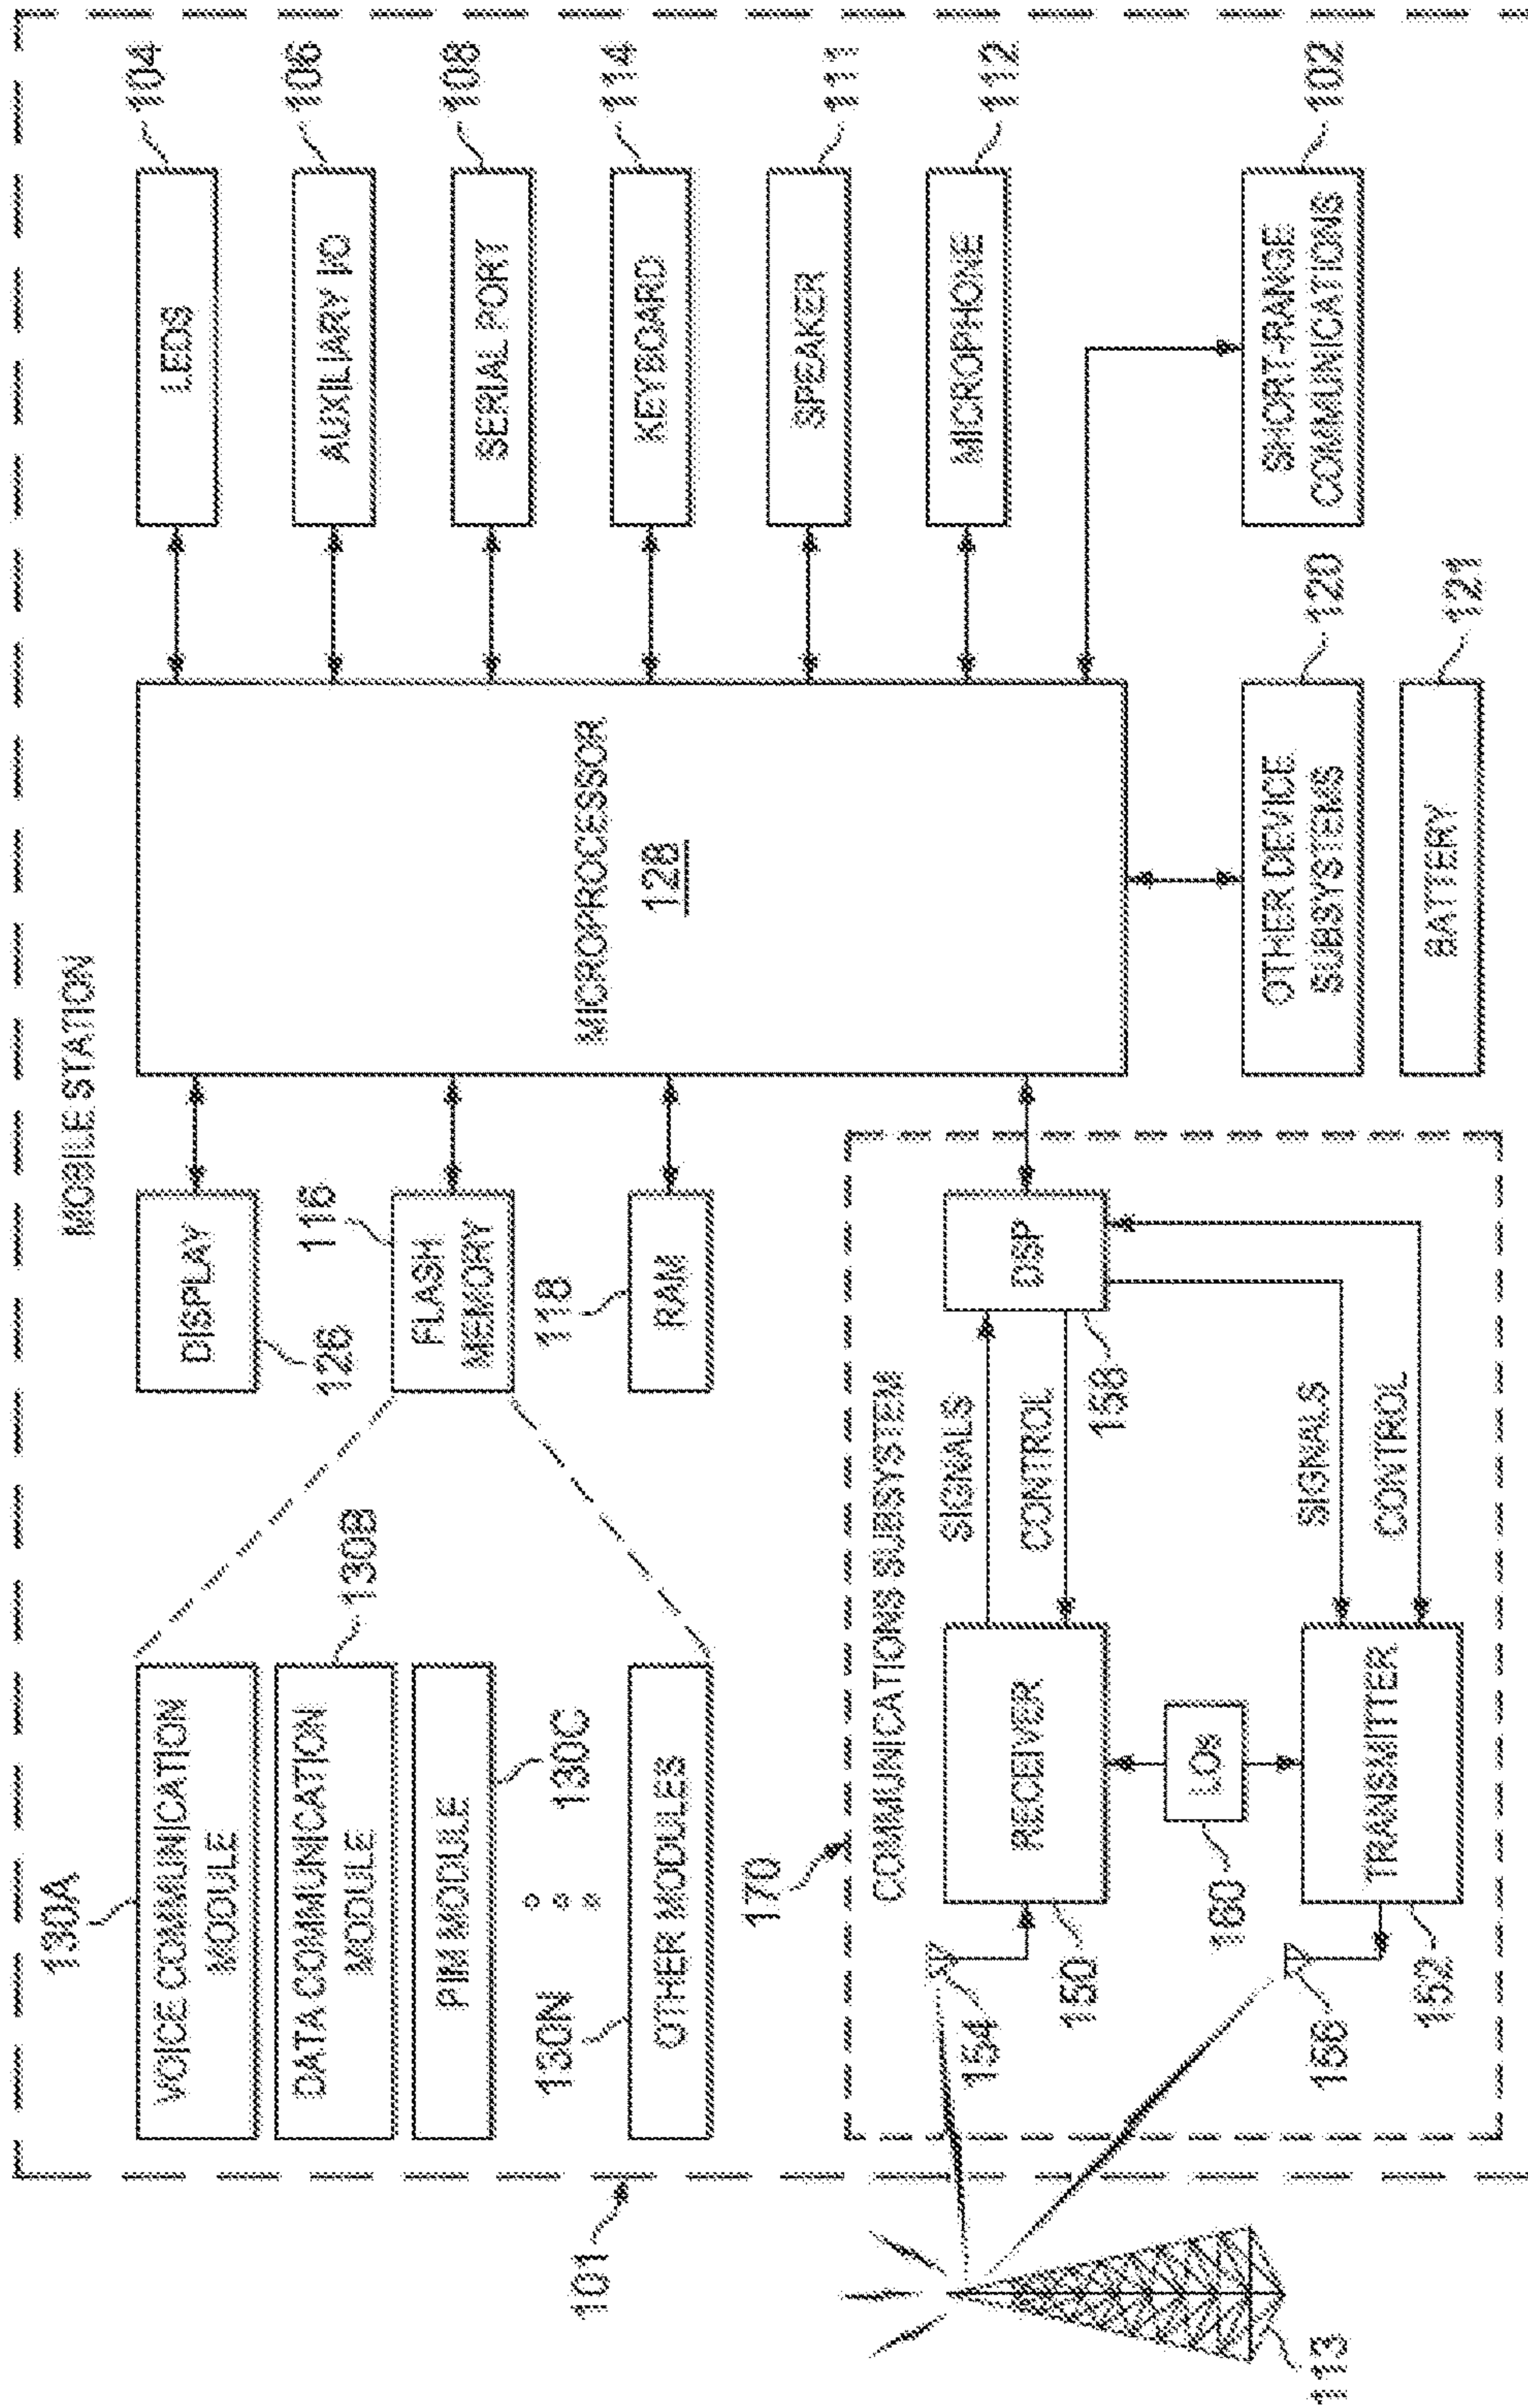 MOBILE STATION
130A
VOICE COMMUNICATION
MODULE
DATA COMMUNICATION
MODULE
130B
PIM MODULE
130C
130N
OTHER MODULES
DISPLAY
126
116
FLASH
MEMORY
118
RAM
MICROPROCESSOR
128
LEDS
104
AUXILIARY I/O
106
SERIAL PORT
108
KEYBOARD
114
SPEAKER
111
MICROPHONE
112
SHORT-RANGE
COMMUNICATIONS
102
OTHER DEVICE
SUBSYSTEMS
120
BATTERY
121
101
170
COMMUNICATIONS SUBSYSTEM
154
RECEIVER
150
SIGNALS
CONTROL
DSP
158
LOs
160
SIGNALS
CONTROL
TRANSMITTER
152
113